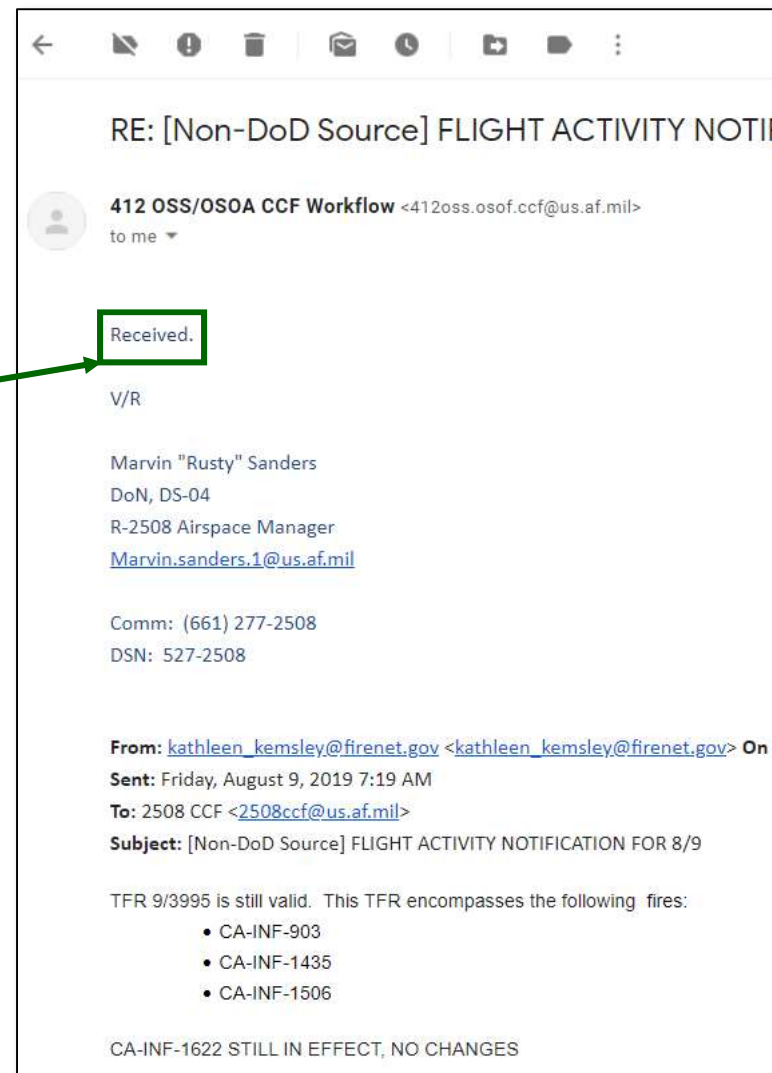 RE: [Non-DoD Source] FLIGHT ACTIVITY
412 OSS/OSOA CCF Workflow <412oss.osof.ccf@us.af.mil>
to me
Received.
V/R
Marvin "Rusty" Sanders
DoN, DS-04
R-2508 Airspace Manager
Marvin.sanders.1@us.af.mil
Comm: (661) 277-2508
DSN: 527-2508
From: kathleen_kemsley@firenet.gov <kathleen_kemsley@firenet.gov> On
Sent: Friday, August 9, 2019 7:19 AM
To: 2508 CCF <2508ccf@us.af.mil>
Subject: [Non-DoD Source] FLIGHT ACTIVITY NOTIFICATION FOR 8/9
TFR 9/3995 is still valid. This TFR encompasses the following fires:
• CA-INF-903
• CA-INF-1435
• CA-INF-1506
CA-INF-1622 STILL IN EFFECT, NO CHANGES